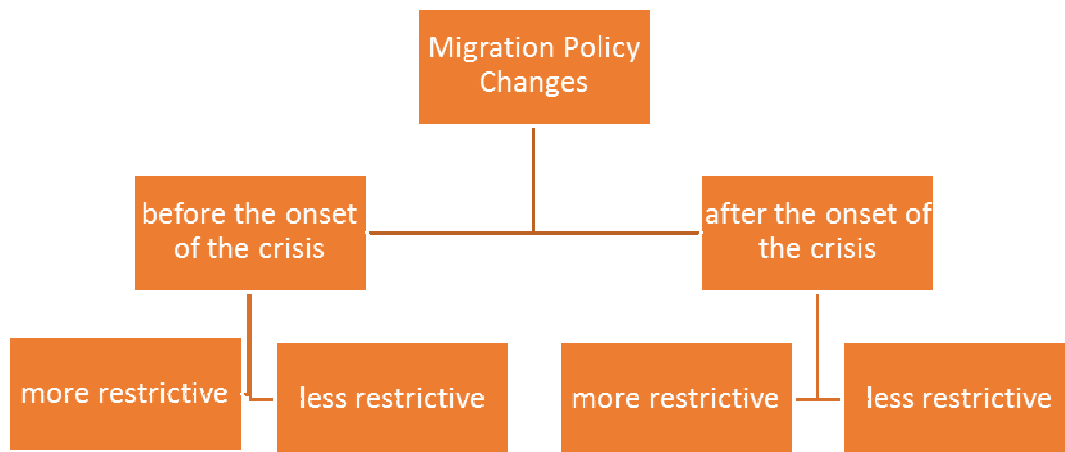 Migration Policy
Changes
before the onset
of the crisis
after the onset of
the crisis
more restrictive
less restrictive
more restrictive
less restrictive